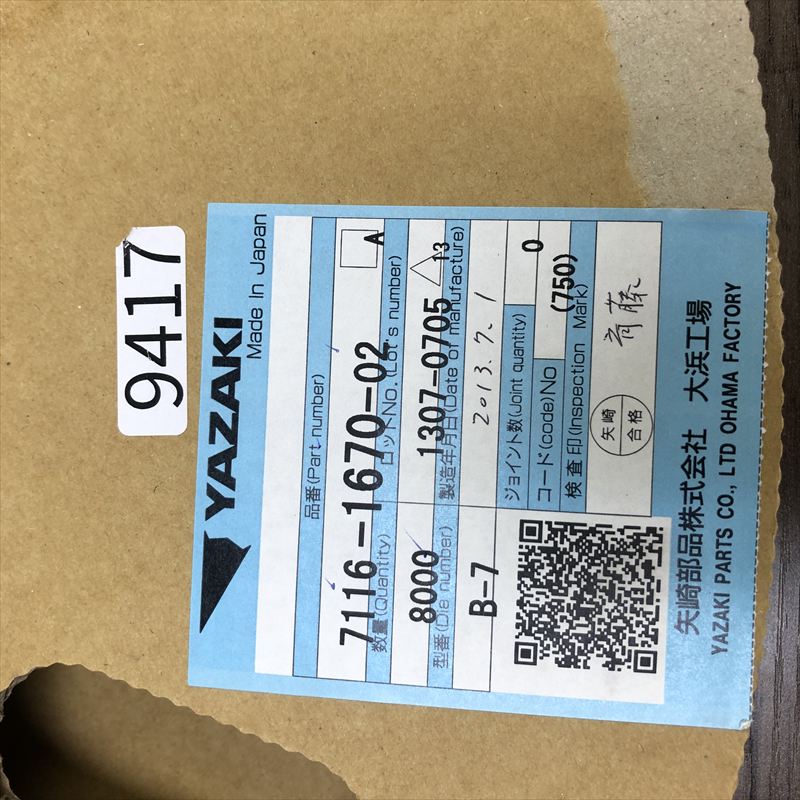 9417
YAZAKI
Made In Japan
品番(Part number)
7116-1670-02
A
数量(Quantity)
ロットNo.(Lot's number)
8000
1307-0705
13
型番(Die number)
製造年月日(Date of manufacture)
B-7
2013.7.1
ジョイント数(Joint quantity)
0
コード(code)No
(750)
検査印(Inspection Mark)
矢崎
合格
斉藤
矢崎部品株式会社 大浜工場
YAZAKI PARTS CO., LTD OHAMA FACTORY